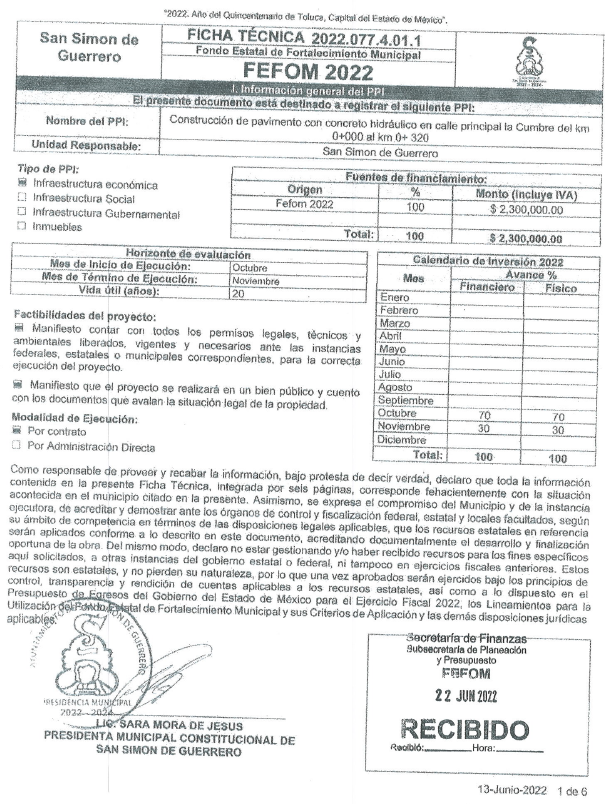 "2022. Año del Quincentenario de Toluca, Capital del Estado de México".
San Simon de
Guerrero
FICHA TÉCNICA 2022.077.4.01.1
Fondo Estatal de Fortalecimiento Municipal
FEFOM 2022
I. Información general del PPI
El presente documento está destinado a registrar el siguiente PPI:
Nombre del PPI: Construcción de pavimento con concreto hidráulico en calle principal la Cumbre del km
0+000 al km 0+ 320
Unidad Responsable: San Simon de Guerrero
Tipo de PPI:
Infraestructura económica
Infraestructura Social
Infraestructura Gubernamental
Inmuebles
Fuentes de financiamiento:
Origen % Monto (Incluye IVA)
Fefom 2022 100 $ 2,300,000.00
Total: 100 $ 2,300,000.00
Horizonte de evaluación
Mes de Inicio de Ejecución: Octubre
Mes de Término de Ejecución: Noviembre
Vida útil (años): 20
Calendario de Inversión 2022
Mes Avance %
Financiero Físico
Enero
Febrero
Marzo
Abril
Mayo
Junio
Julio
Agosto
Septiembre
Octubre 70 70
Noviembre 30 30
Diciembre
Total: 100 100
Factibilidades del proyecto:
Manifiesto contar con todos los permisos legales, técnicos y
ambientales liberados, vigentes y necesarios ante las instancias
federales, estatales o municipales correspondientes, para la correcta
ejecución del proyecto.
Manifiesto que el proyecto se realizará en un bien público y cuento
con los documentos que avalan la situación legal de la propiedad.
Modalidad de Ejecución:
Por contrato
Por Administración Directa
Como responsable de proveer y recabar la información, bajo protesta de decir verdad, declaro que toda la información
contenida en la presente Ficha Técnica, integrada por seis páginas, corresponde fehacientemente con la situación
acontecida en el municipio citado en la presente. Asimismo, se expresa el compromiso del Municipio y de la instancia
ejecutora, de acreditar y demostrar ante los órganos de control y fiscalización federal, estatal y locales facultados, según
su ámbito de competencia en términos de las disposiciones legales aplicables, que los recursos estatales en referencia
serán aplicados conforme a lo descrito en este documento, acreditando documentalmente el desarrollo y finalización
oportuna de la obra. Del mismo modo, declaro no estar gestionando y/o haber recibido recursos para los fines específicos
aquí solicitados, a otras instancias del gobierno estatal o federal, ni tampoco en ejercicios fiscales anteriores. Estos
recursos son estatales, y no pierden su naturaleza, por lo que una vez aprobados serán ejercidos bajo los principios de
control, transparencia y rendición de cuentas aplicables a los recursos estatales, así como a lo dispuesto en el
Presupuesto de Egresos del Gobierno del Estado de México para el Ejercicio Fiscal 2022, los Lineamientos para la
Utilización del Fondo Estatal de Fortalecimiento Municipal y sus Criterios de Aplicación y las demás disposiciones jurídicas
aplicables.
PRESIDENCIA MUNICIPAL
2022 - 2024
LIC. SARA MORA DE JESUS
PRESIDENTA MUNICIPAL CONSTITUCIONAL DE
SAN SIMON DE GUERRERO
Secretaría de Finanzas
Subsecretaría de Planeación
y Presupuesto
FEFOM
22 JUN 2022
RECIBIDO
Recibió: Hora:
13-Junio-2022 1 de 6